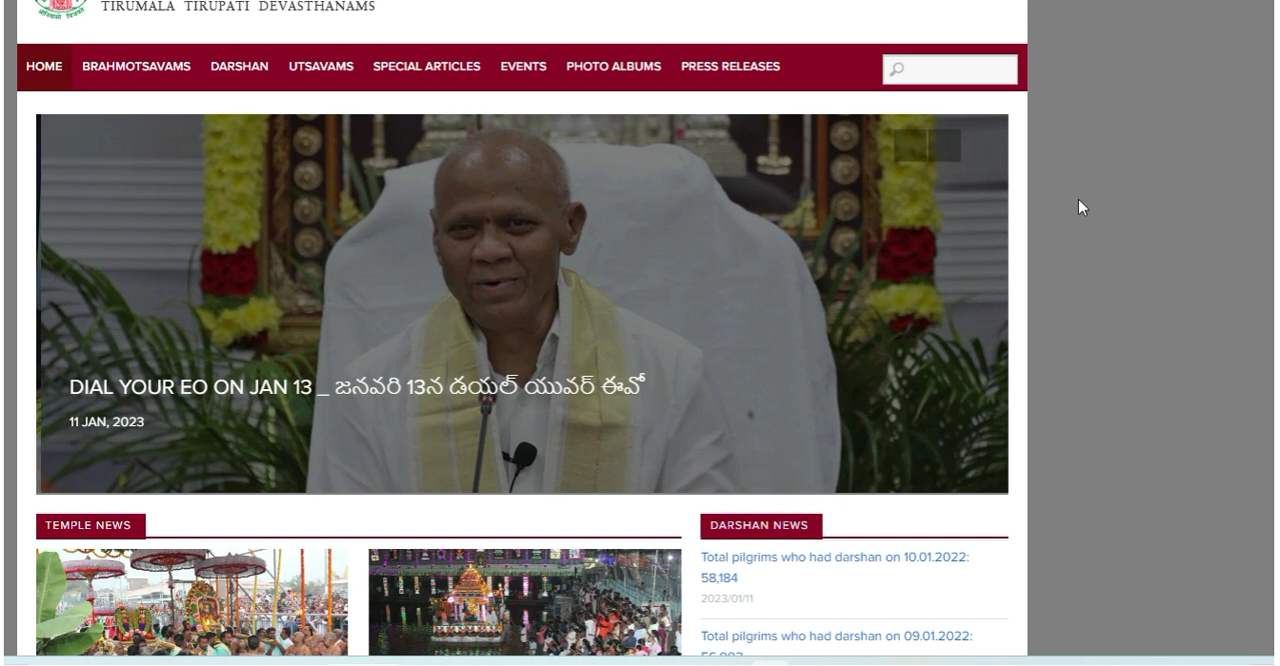 TIRUMALA TIRUPATI DEVASTHANAMS
HOME BRAHMOTSAVAMS DARSHAN UTSAVAMS SPECIAL ARTICLES EVENTS PHOTO ALBUMS PRESS RELEASES
DIAL YOUR EO ON JAN 13 _ జనవరి 13న డయల్ యువర్ ఈవో
11 JAN, 2023
TEMPLE NEWS
DARSHAN NEWS
Total pilgrims who had darshan on 10.01.2022:
58,184
2023/01/11
Total pilgrims who had darshan on 09.01.2022: